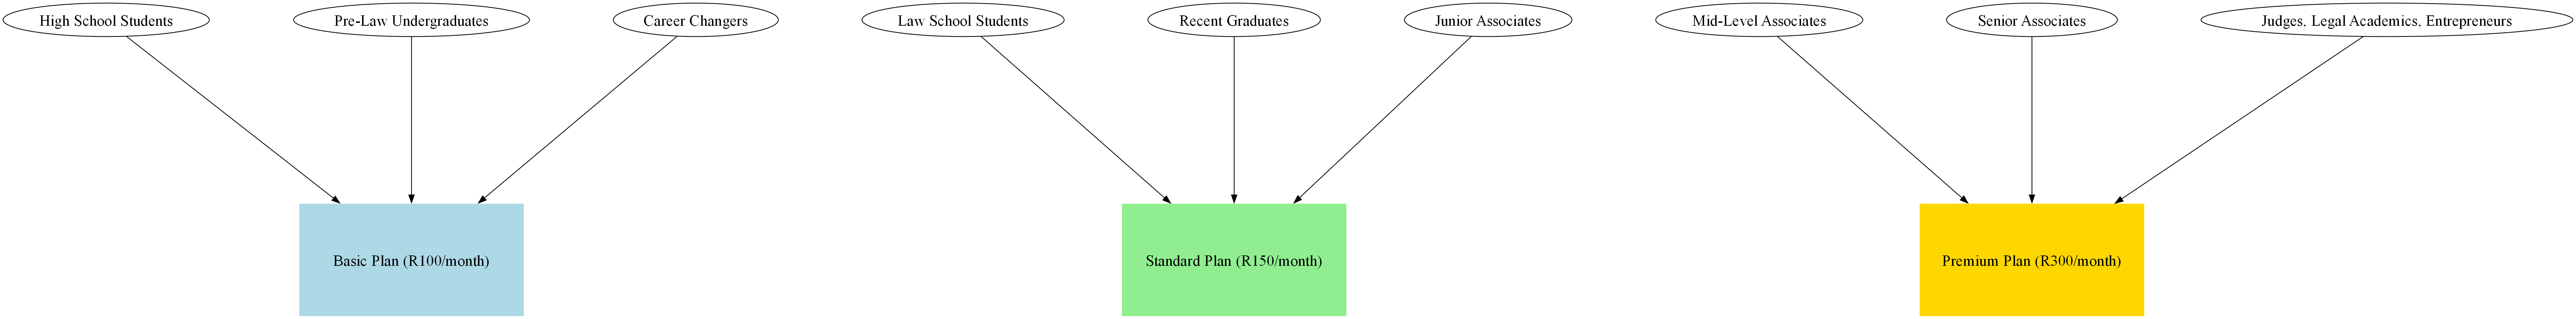 High School Students
Pre-Law Undergraduates
Career Changers
Law School Students
Recent Graduates
Junior Associates
Mid-Level Associates
Senior Associates
Judges, Legal Academics, Entrepreneurs
Basic Plan (R100/month)
Standard Plan (R150/month)
Premium Plan (R300/month)